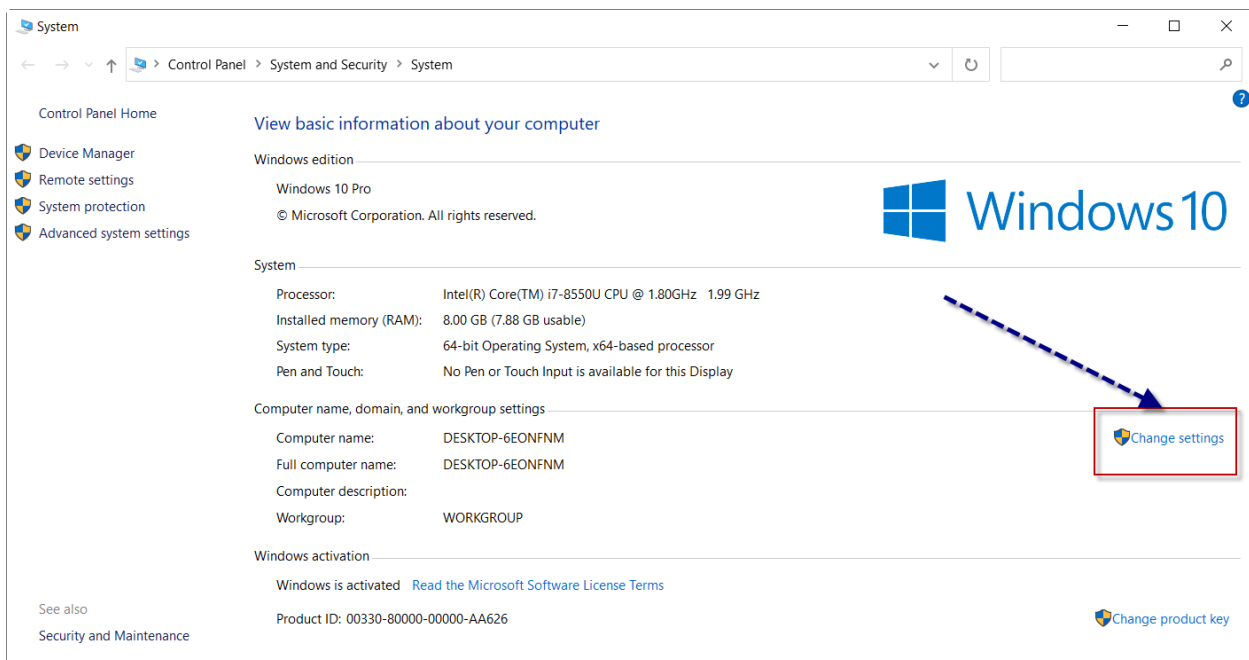 System
Control Panel > System and Security > System
?
Control Panel Home
Device Manager
Remote settings
System protection
Advanced system settings
See also
Security and Maintenance
View basic information about your computer
Windows edition
Windows 10 Pro
© Microsoft Corporation. All rights reserved.
Windows 10
System
Processor: Intel(R) Core(TM) i7-8550U CPU @ 1.80GHz 1.99 GHz
Installed memory (RAM): 8.00 GB (7.88 GB usable)
System type: 64-bit Operating System, x64-based processor
Pen and Touch: No Pen or Touch Input is available for this Display
Computer name, domain, and workgroup settings
Computer name: DESKTOP-6EONFNM Change settings
Full computer name: DESKTOP-6EONFNM
Computer description:
Workgroup: WORKGROUP
Windows activation
Windows is activated Read the Microsoft Software License Terms
Product ID: 00330-80000-00000-AA626 Change product key